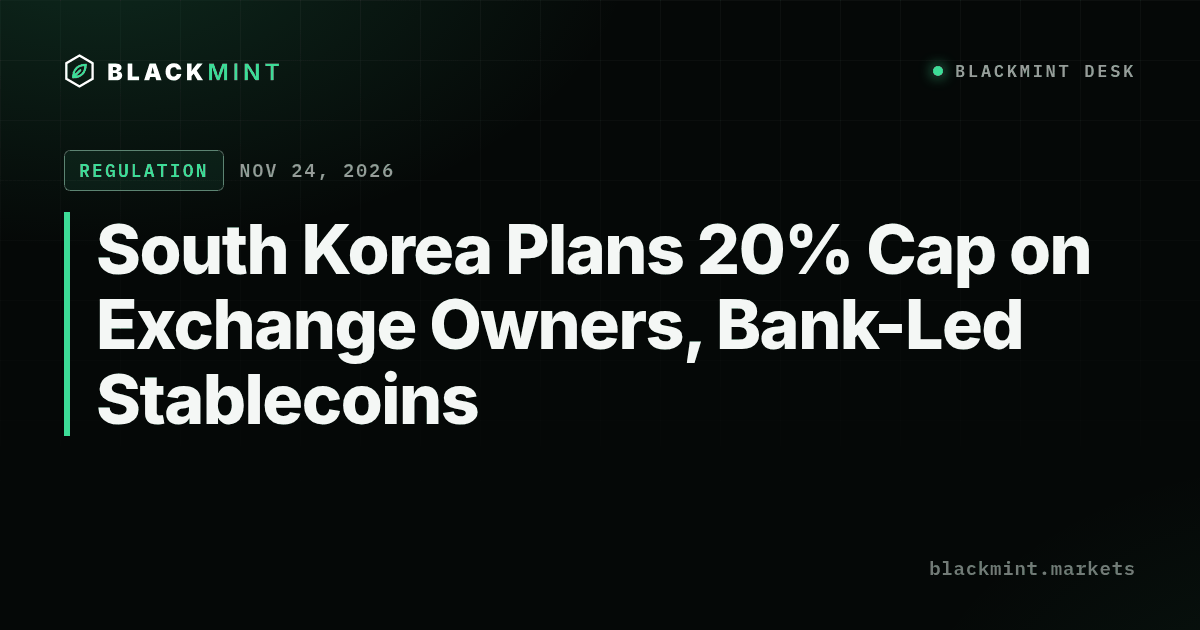 BLACKMINT
BLACKMINT DESK
REGULATION
NOV 24, 2026
South Korea Plans 20% Cap on
Exchange Owners, Bank-Led
Stablecoins
blackmint.markets